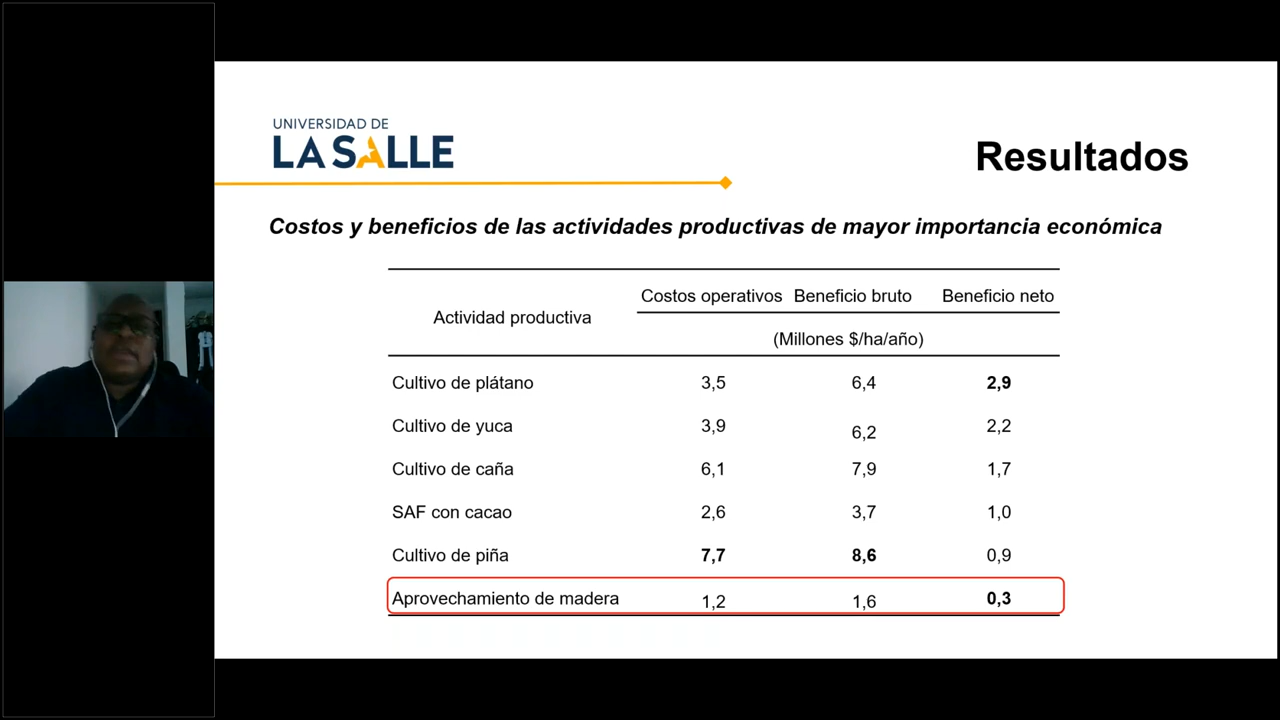 UNIVERSIDAD DE
LA SALLE
Resultados
Costos y beneficios de las actividades productivas de mayor importancia económica
Actividad productiva Costos operativos Beneficio bruto Beneficio neto
(Millones $/ha/año)
Cultivo de plátano 3,5 6,4 2,9
Cultivo de yuca 3,9 6,2 2,2
Cultivo de caña 6,1 7,9 1,7
SAF con cacao 2,6 3,7 1,0
Cultivo de piña 7,7 8,6 0,9
Aprovechamiento de madera 1,2 1,6 0,3